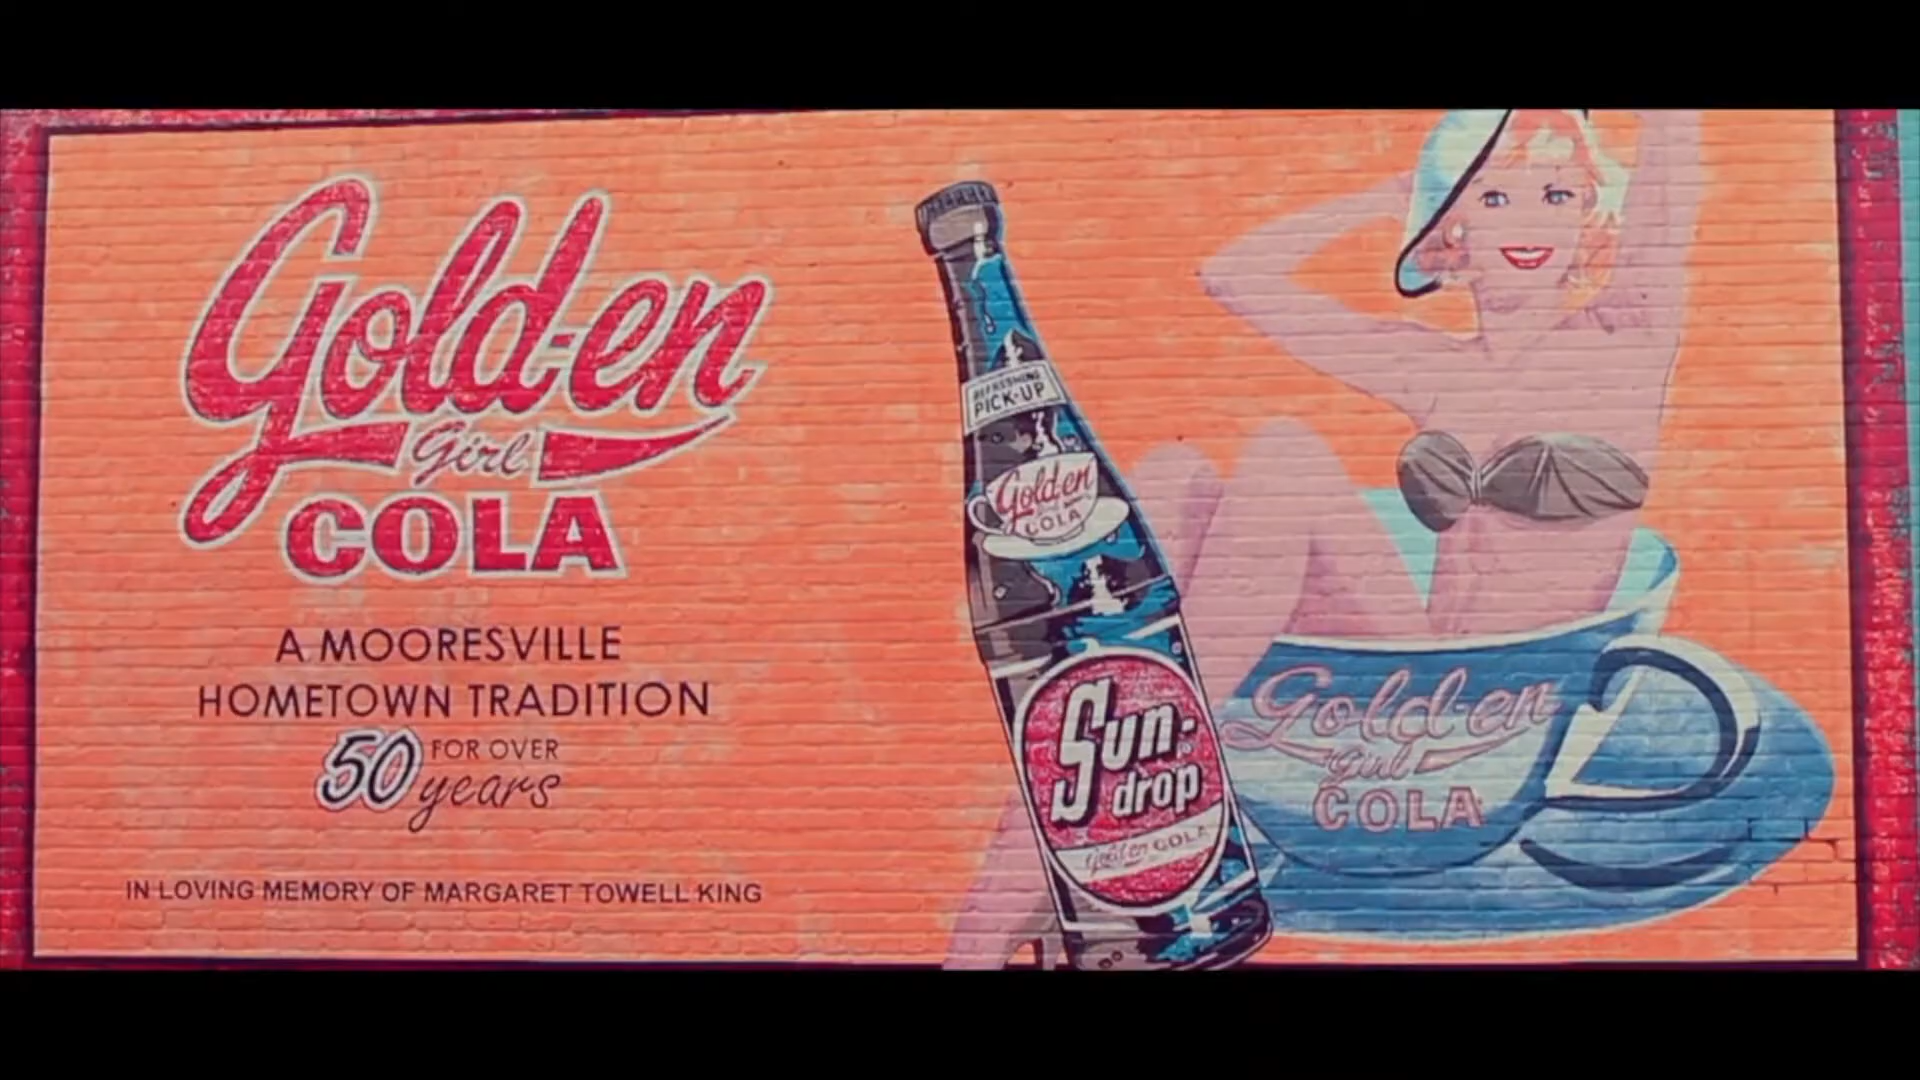 Gold-en
Girl
COLA
A MOORESVILLE
HOMETOWN TRADITION
50 FOR OVER
years
IN LOVING MEMORY OF MARGARET TOWELL KING
REFRESHING
PICK-UP
Gold-en
COLA
Sun-
drop
Gold-en COLA
Gold-en
Girl
COLA